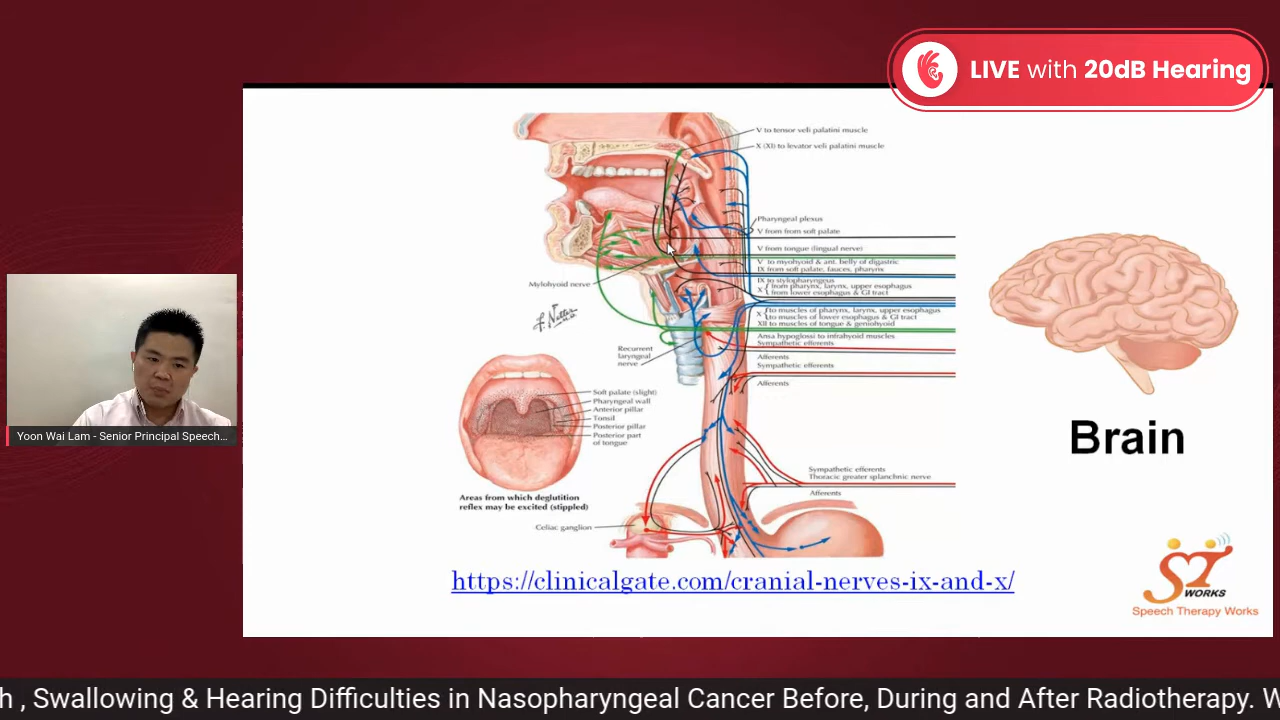 LIVE with 20dB Hearing
V to tensor veli palatini muscle
X (XI) to levator veli palatini muscle
Pharyngeal plexus
V from from soft palate
V from tongue (lingual nerve)
V to myohyoid & ant. belly of digastric
IX from soft palate, fauces, pharynx
IX to stylopharyngeus
X { from pharynx, larynx, upper esophagus
from lower esophagus & GI tract
X { to muscles of pharynx, larynx, upper esophagus
to muscles of lower esophagus & GI tract
XII to muscles of tongue & geniohyoid
Ansa hypoglossi to infrahyoid muscles
Sympathetic efferents
Afferents
Sympathetic efferents
Afferents
Mylohyoid nerve
Recurrent
laryngeal
nerve
Soft palate (slight)
Pharyngeal wall
Anterior pillar
Tonsil
Posterior pillar
Posterior part
of tongue
Areas from which deglutition
reflex may be excited (stippled)
Celiac ganglion
Sympathetic efferents
Thoracic greater splanchnic nerve
Afferents
Brain
https://clinicalgate.com/cranial-nerves-ix-and-x/
WORKS
Speech Therapy Works
Yoon Wai Lam - Senior Principal Speech...
h , Swallowing & Hearing Difficulties in Nasopharyngeal Cancer Before, During and After Radiotherapy. W